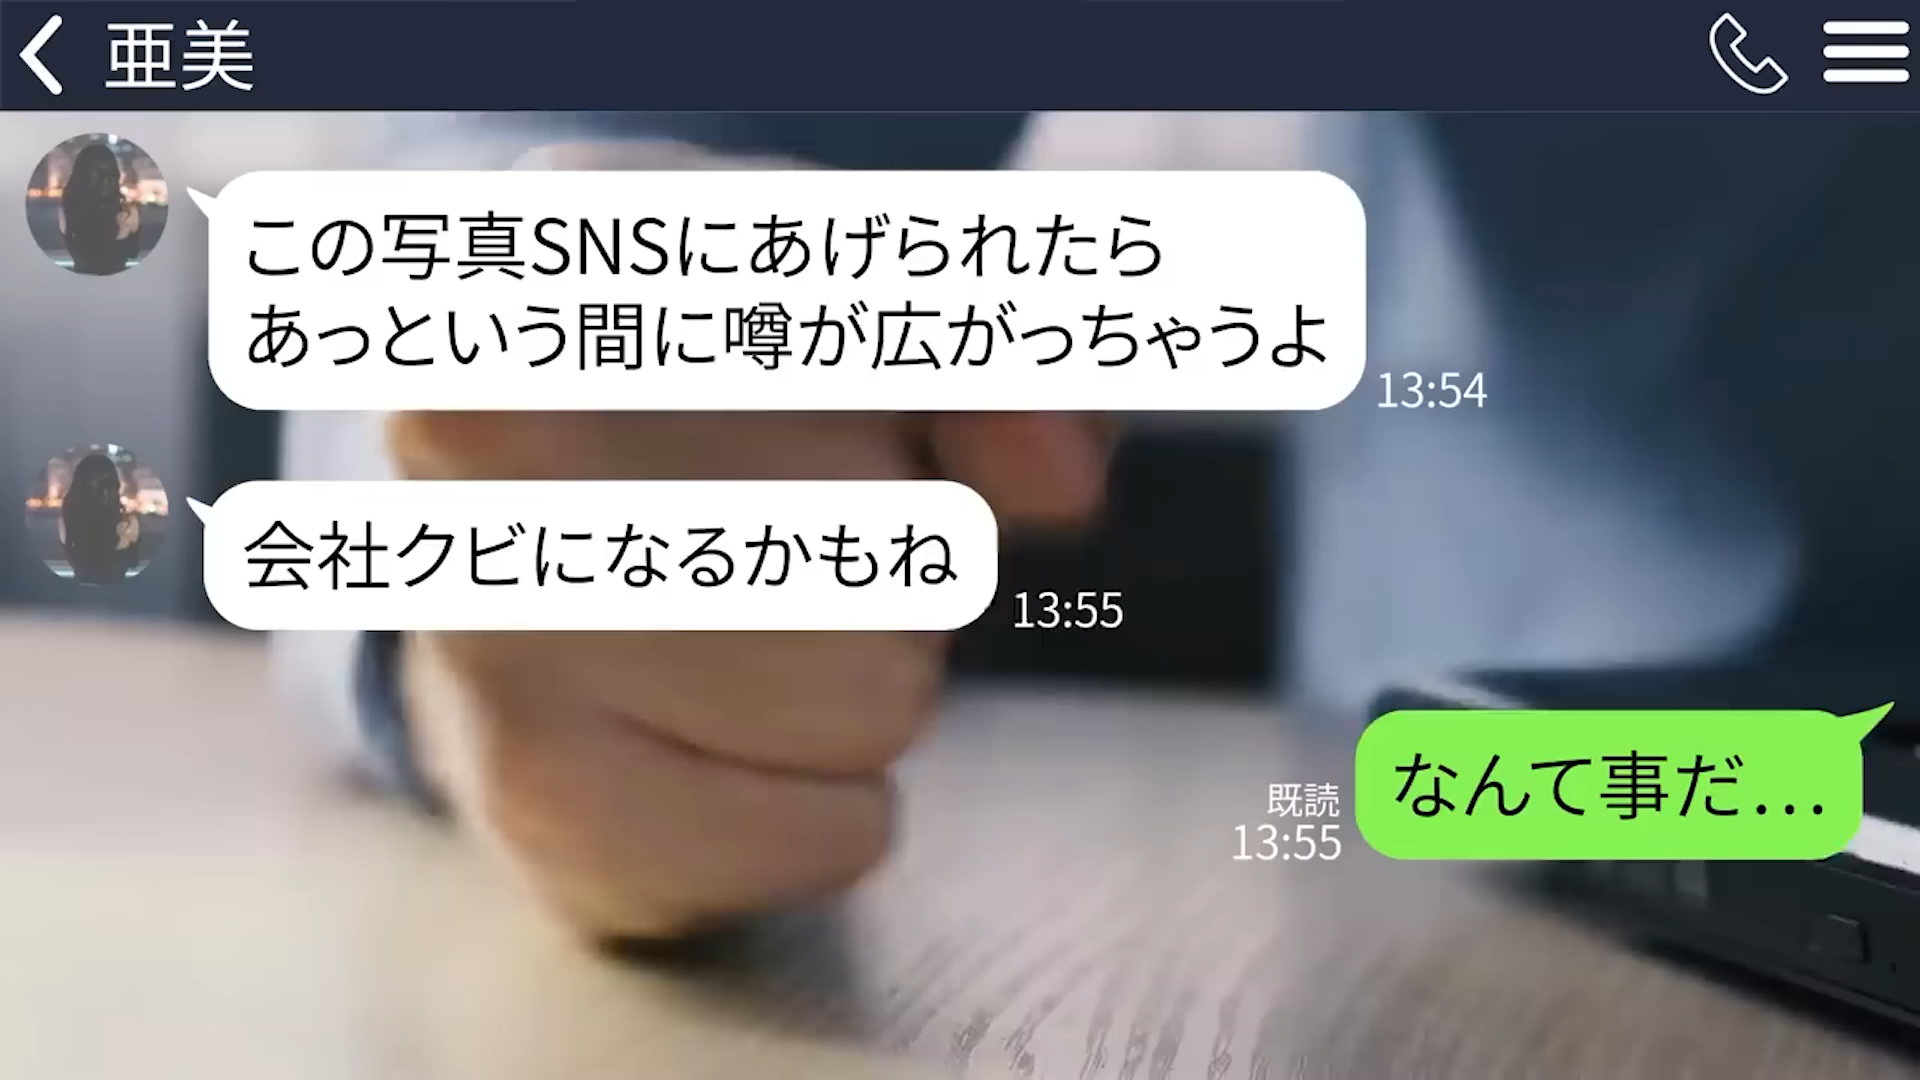 亜美
この写真SNSにあげられたら
あっという間に噂が広がっちゃうよ
13:54
会社クビになるかもね
13:55
なんて事だ…
既読
13:55